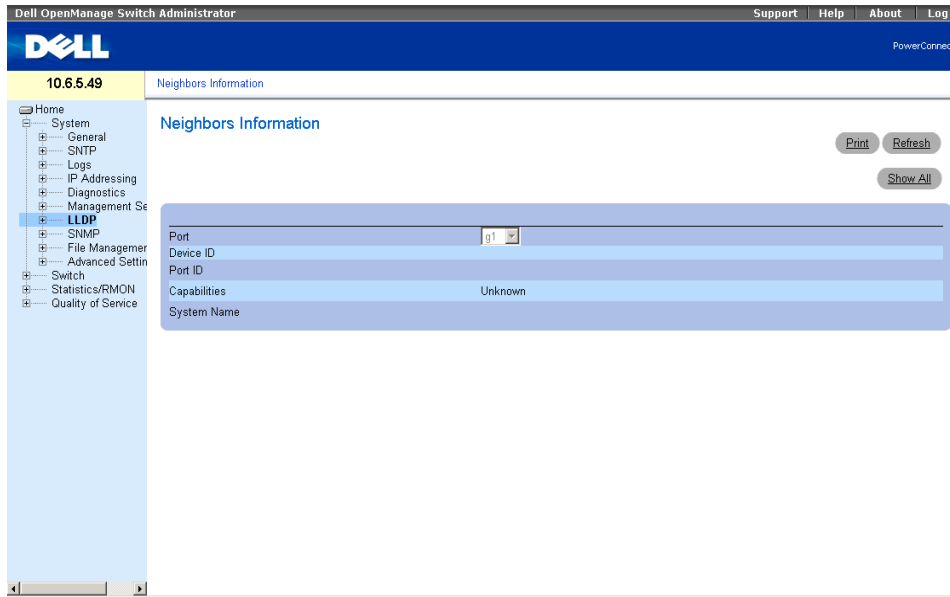 Dell OpenManage Switch Administrator Support Help About Log
DELL
PowerConnec
10.6.5.49
Neighbors Information
Home
System
General
SNTP
Logs
IP Addressing
Diagnostics
Management Se
LLDP
SNMP
File Managemer
Advanced Settin
Switch
Statistics/RMON
Quality of Service
Neighbors Information
Print Refresh
Show All
Port g1
Device ID
Port ID
Capabilities Unknown
System Name